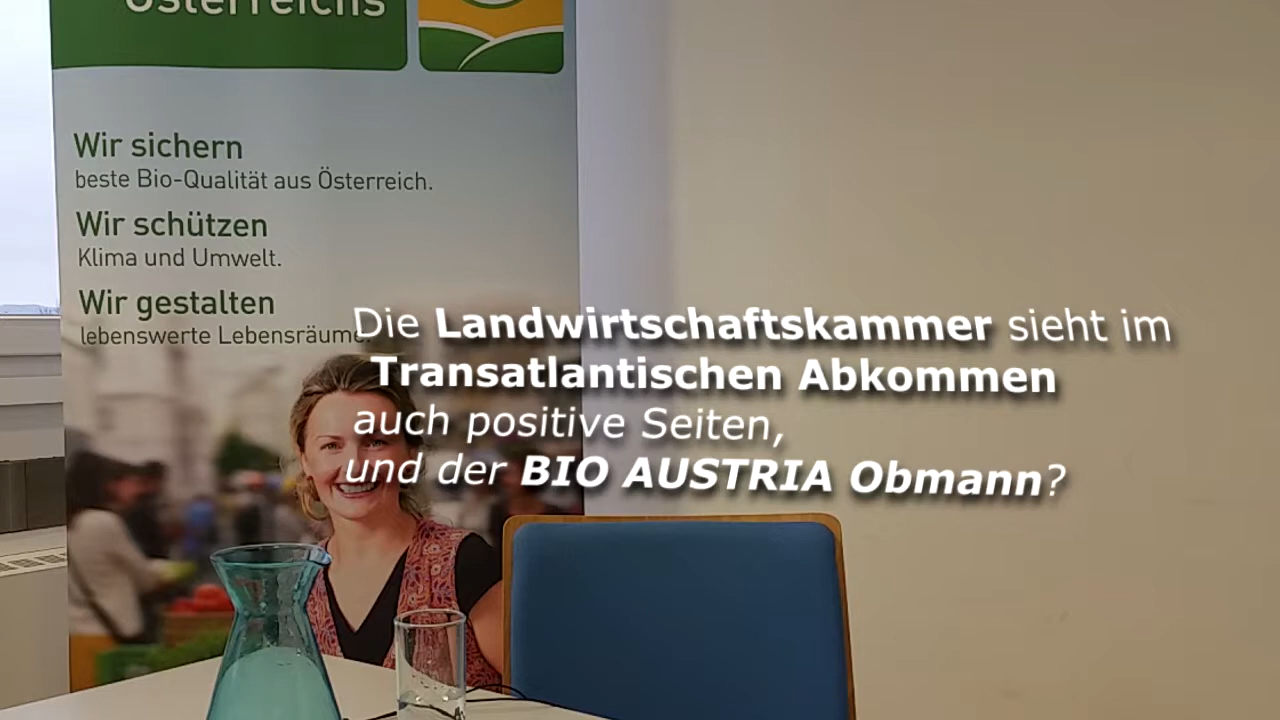 Österreichs
Wir sichern
beste Bio-Qualität aus Österreich.
Wir schützen
Klima und Umwelt.
Wir gestalten
lebenswerte Lebensräume.
Die Landwirtschaftskammer sieht im
Transatlantischen Abkommen
auch positive Seiten,
und der BIO AUSTRIA Obmann?